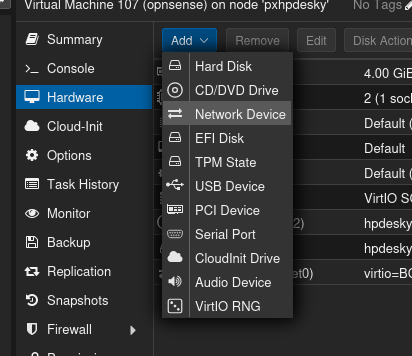 Virtual Machine 107 (opnsense) on node 'pxhpdesky'
No Tags
Summary
Console
Hardware
Cloud-Init
Options
Task History
Monitor
Backup
Replication
Snapshots
Firewall
Add
Remove
Edit
Disk Action
Hard Disk
CD/DVD Drive
Network Device
EFI Disk
TPM State
USB Device
PCI Device
Serial Port
CloudInit Drive
Audio Device
VirtIO RNG
4.00 GiB
2 (1 sock
Default (
Default (
Default
VirtIO SC
2) hpdesky
hpdesky
et0) virtio=BC